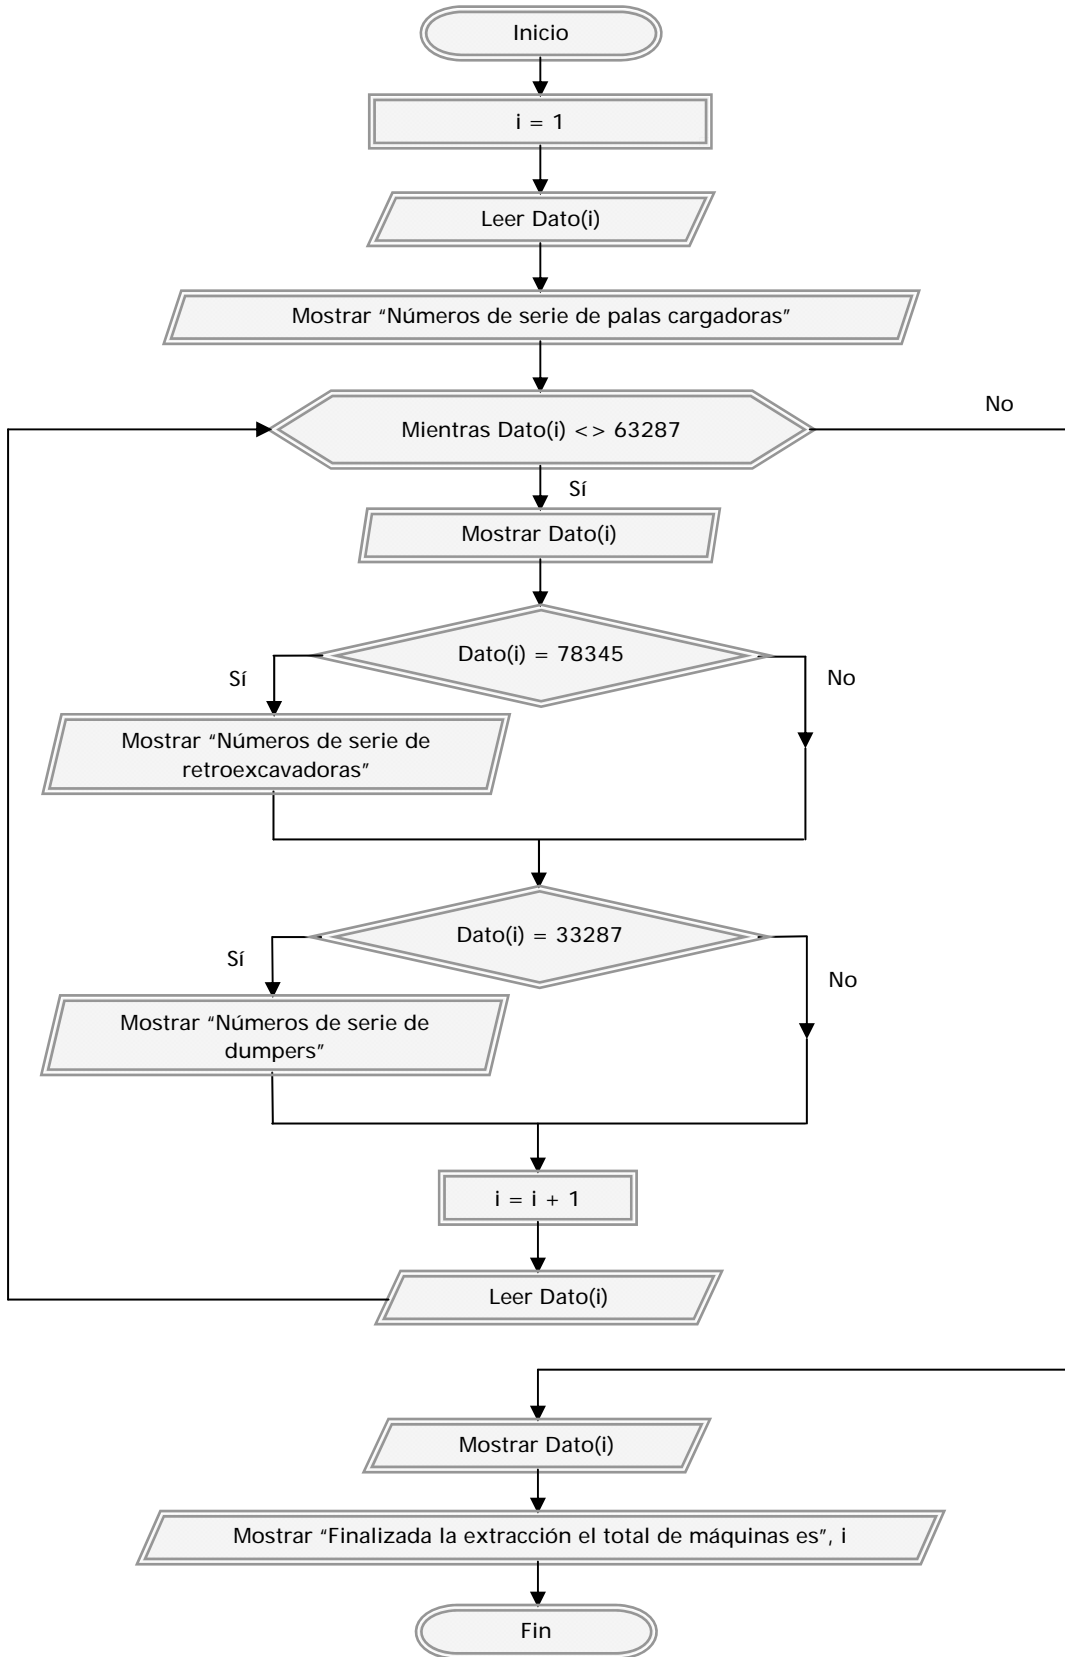 Inicio
i = 1
Leer Dato(i)
Mostrar “Números de serie de palas cargadoras”
Mientras Dato(i) <> 63287
No
Sí
Mostrar Dato(i)
Dato(i) = 78345
Sí
No
Mostrar “Números de serie de
retroexcavadoras”
Dato(i) = 33287
Sí
No
Mostrar “Números de serie de
dumpers”
i = i + 1
Leer Dato(i)
Mostrar Dato(i)
Mostrar “Finalizada la extracción el total de máquinas es”, i
Fin